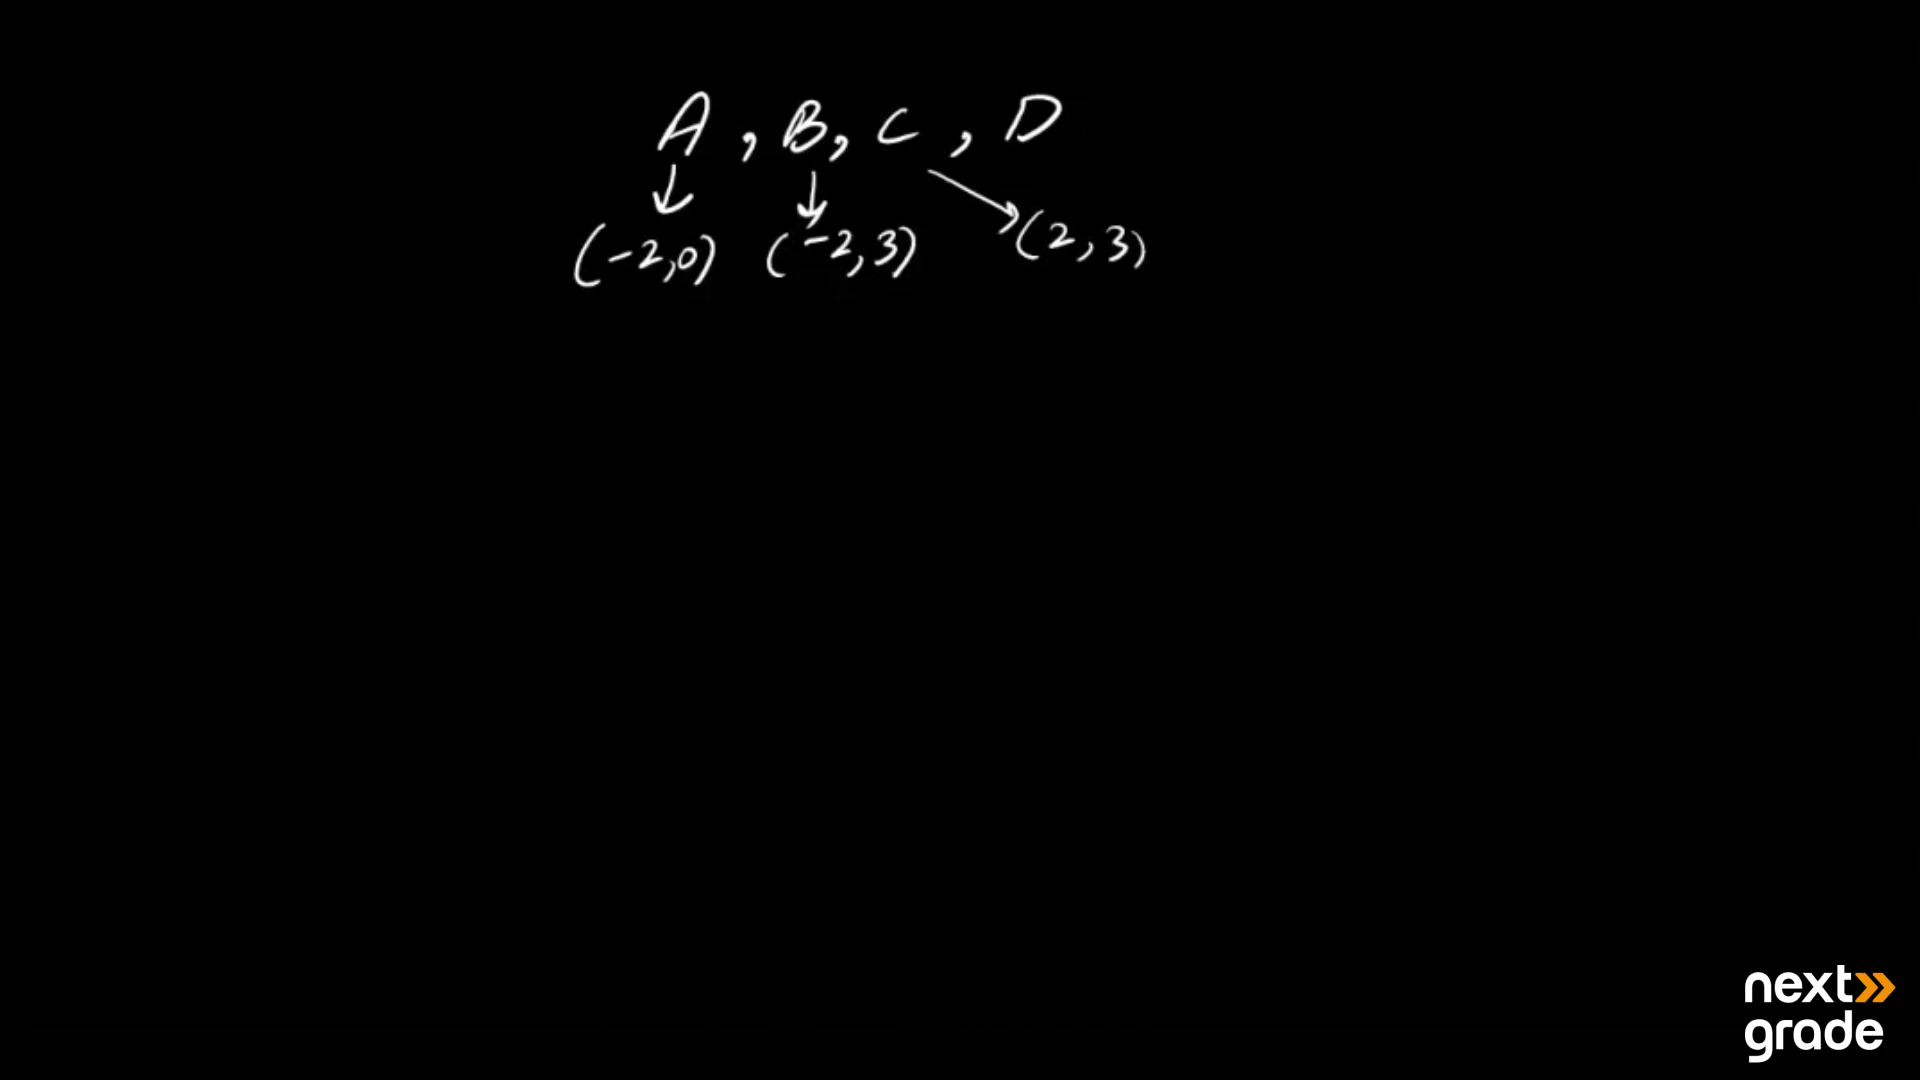 A, B, C, D
(-2,0) (-2,3) (2,3)
next
grade